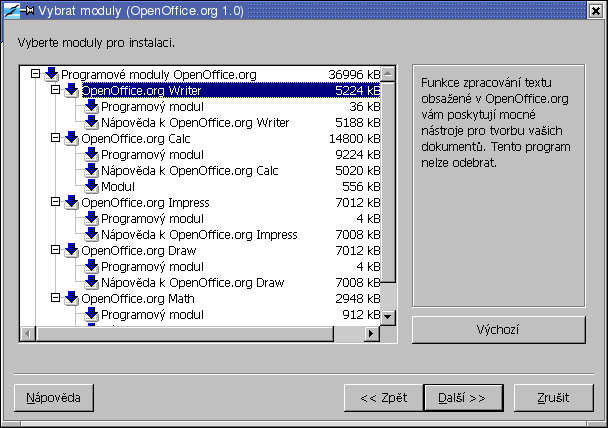 Vybrat moduly (OpenOffice.org 1.0)
Vyberte moduly pro instalaci.
Programové moduly OpenOffice.org 36996 kB
OpenOffice.org Writer 5224 kB
Programový modul 36 kB
Nápověda k OpenOffice.org Writer 5188 kB
OpenOffice.org Calc 14800 kB
Programový modul 9224 kB
Nápověda k OpenOffice.org Calc 5020 kB
Modul 556 kB
OpenOffice.org Impress 7012 kB
Programový modul 4 kB
Nápověda k OpenOffice.org Impress 7008 kB
OpenOffice.org Draw 7012 kB
Programový modul 4 kB
Nápověda k OpenOffice.org Draw 7008 kB
OpenOffice.org Math 2948 kB
Programový modul 912 kB
Funkce zpracování textu
obsažené v OpenOffice.org
vám poskytují mocné
nástroje pro tvorbu vašich
dokumentů. Tento program
nelze odebrat.
Výchozí
Nápověda
<< Zpět
Další >>
Zrušit